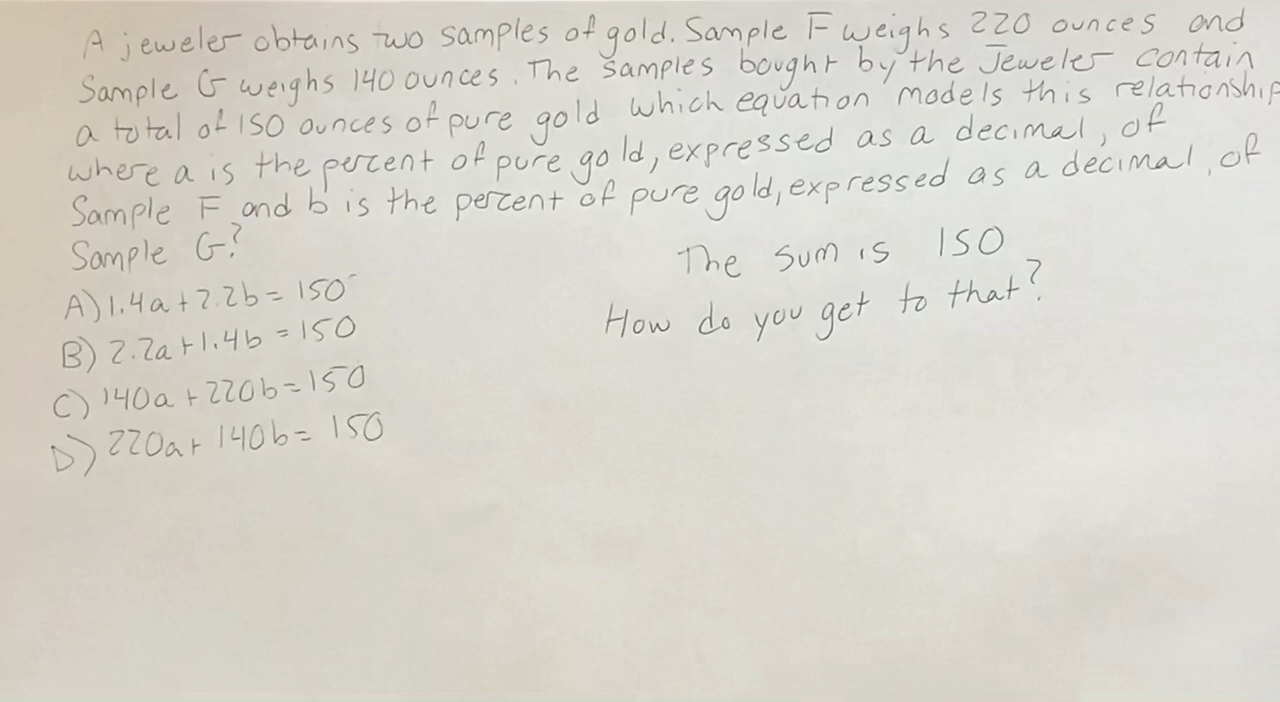 A jeweler obtains two samples of gold. Sample F weighs 220 ounces and
Sample G weighs 140 ounces. The samples bought by the Jeweler contain
a total of 150 ounces of pure gold which equation models this relationship
where a is the percent of pure gold, expressed as a decimal, of
Sample F and b is the percent of pure gold, expressed as a decimal, of
Sample G?
A) 1.4a + 2.2b = 150
B) 2.2a + 1.4b = 150
C) 140a + 220b = 150
D) 220a + 140b = 150
The sum is 150
How do you get to that?